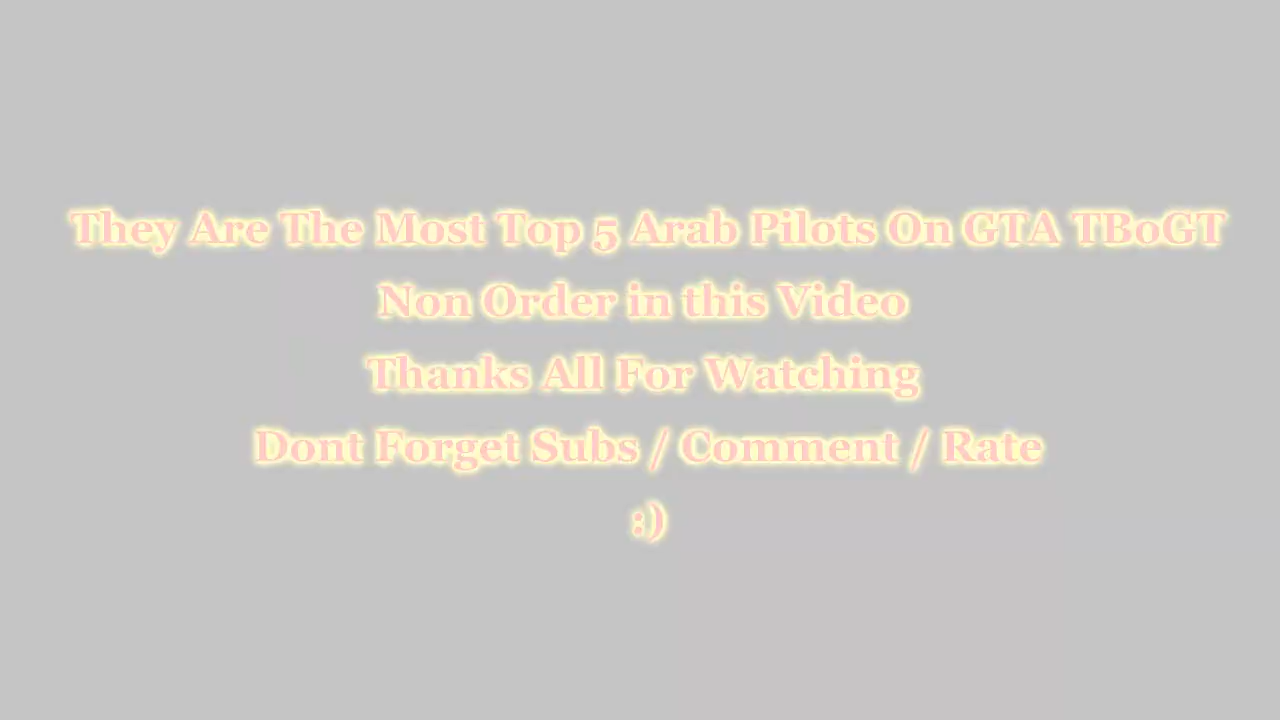 They Are The Most Top 5 Arab Pilots On GTA TBoGT
Non Order in this Video
Thanks All For Watching
Dont Forget Subs / Comment / Rate
:)